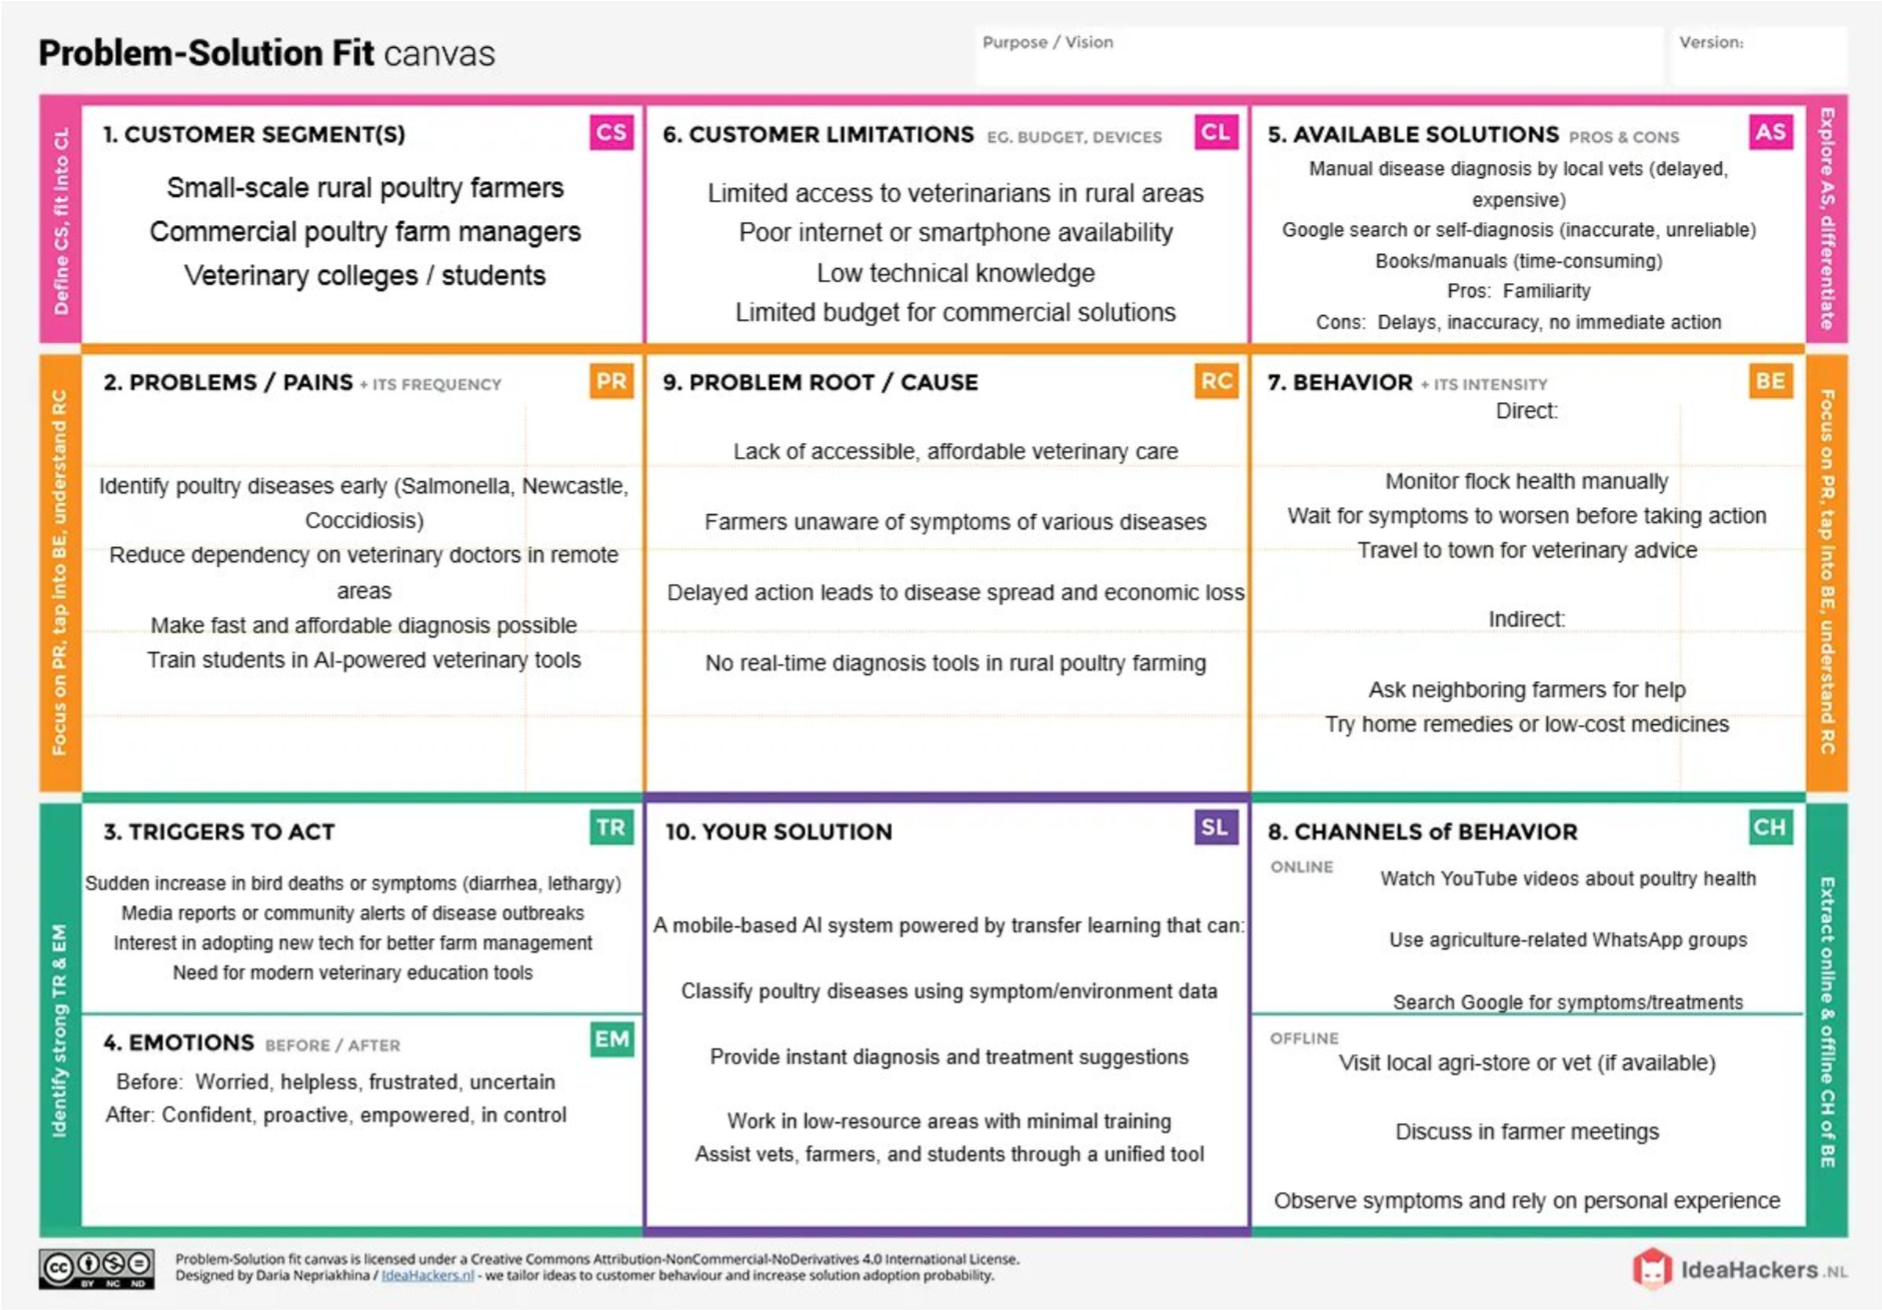 Problem-Solution Fit canvas
Purpose / Vision
Version:
Define CS, fit into CL
1. CUSTOMER SEGMENT(S)
CS
Small-scale rural poultry farmers
Commercial poultry farm managers
Veterinary colleges / students
6. CUSTOMER LIMITATIONS EG. BUDGET, DEVICES
CL
Limited access to veterinarians in rural areas
Poor internet or smartphone availability
Low technical knowledge
Limited budget for commercial solutions
5. AVAILABLE SOLUTIONS PROS & CONS
AS
Manual disease diagnosis by local vets (delayed,
expensive)
Google search or self-diagnosis (inaccurate, unreliable)
Books/manuals (time-consuming)
Pros: Familiarity
Cons: Delays, inaccuracy, no immediate action
Explore AS, differentiate
Focus on PR, tap into BE, understand RC
2. PROBLEMS / PAINS + ITS FREQUENCY
PR
Identify poultry diseases early (Salmonella, Newcastle,
Coccidiosis)
Reduce dependency on veterinary doctors in remote
areas
Make fast and affordable diagnosis possible
Train students in AI-powered veterinary tools
9. PROBLEM ROOT / CAUSE
RC
Lack of accessible, affordable veterinary care
Farmers unaware of symptoms of various diseases
Delayed action leads to disease spread and economic loss
No real-time diagnosis tools in rural poultry farming
7. BEHAVIOR + ITS INTENSITY
BE
Direct:
Monitor flock health manually
Wait for symptoms to worsen before taking action
Travel to town for veterinary advice
Indirect:
Ask neighboring farmers for help
Try home remedies or low-cost medicines
Focus on PR, tap into BE, understand RC
Identify strong TR & EM
3. TRIGGERS TO ACT
TR
Sudden increase in bird deaths or symptoms (diarrhea, lethargy)
Media reports or community alerts of disease outbreaks
Interest in adopting new tech for better farm management
Need for modern veterinary education tools
4. EMOTIONS BEFORE / AFTER
EM
Before: Worried, helpless, frustrated, uncertain
After: Confident, proactive, empowered, in control
10. YOUR SOLUTION
SL
A mobile-based AI system powered by transfer learning that can:
Classify poultry diseases using symptom/environment data
Provide instant diagnosis and treatment suggestions
Work in low-resource areas with minimal training
Assist vets, farmers, and students through a unified tool
8. CHANNELS of BEHAVIOR
CH
ONLINE
Watch YouTube videos about poultry health
Use agriculture-related WhatsApp groups
Search Google for symptoms/treatments
OFFLINE
Visit local agri-store or vet (if available)
Discuss in farmer meetings
Observe symptoms and rely on personal experience
Extract online & offline CH of BE
cc BY NC ND
Problem-Solution fit canvas is licensed under a Creative Commons Attribution-NonCommercial-NoDerivatives 4.0 International License.
Designed by Daria Nepriakhina / IdeaHackers.nl - we tailor ideas to customer behaviour and increase solution adoption probability.
IdeaHackers.NL